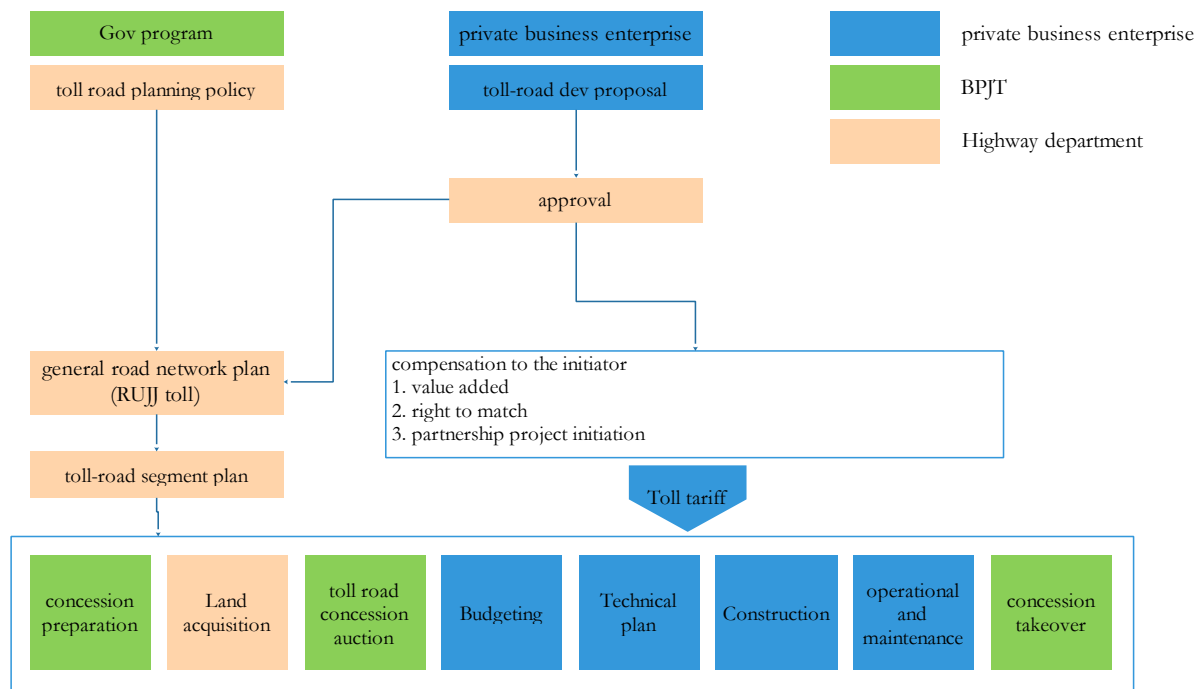 Gov program
private business enterprise
private business enterprise
toll road planning policy
toll-road dev proposal
BPJT
Highway department
approval
general road network plan
(RUJJ toll)
compensation to the initiator
1. value added
2. right to match
3. partnership project initiation
toll-road segment plan
Toll tariff
concession
preparation
Land
acquisition
toll road
concession
auction
Budgeting
Technical
plan
Construction
operational
and
maintenance
concession
takeover